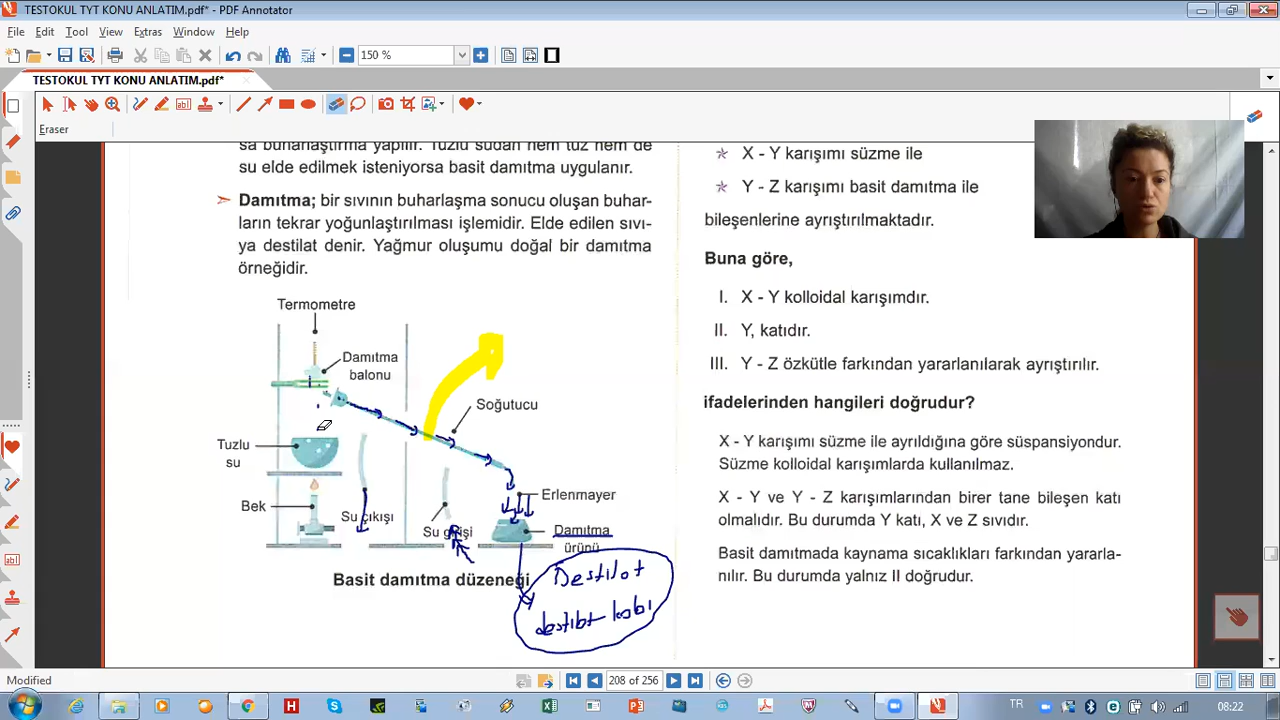 TESTOKUL TYT KONU ANLATIM.pdf* - PDF Annotator
File Edit Tool View Extras Window Help
150 %
TESTOKUL TYT KONU ANLATIM.pdf*
Eraser
sa buharlaştırma yapılır. Tuzlu sudan hem tuz hem de
su elde edilmek isteniyorsa basit damıtma uygulanır.
➢ Damıtma; bir sıvının buharlaşma sonucu oluşan buhar-
ların tekrar yoğunlaştırılması işlemidir. Elde edilen sıvı-
ya destilat denir. Yağmur oluşumu doğal bir damıtma
örneğidir.
Termometre
Damıtma
balonu
Soğutucu
Tuzlu
su
Erlenmayer
Bek
Su çıkışı
Su girişi
Damıtma
ürünü
Basit damıtma düzeneği
Destilat
X - Y karışımı süzme ile
Y - Z karışımı basit damıtma ile
bileşenlerine ayrıştırılmaktadır.
Buna göre,
I. X - Y kolloidal karışımdır.
II. Y, katıdır.
III. Y - Z özkütle farkından yararlanılarak ayrıştırılır.
ifadelerinden hangileri doğrudur?
X - Y karışımı süzme ile ayrıldığına göre süspansiyondur.
Süzme kolloidal karışımlarda kullanılmaz.
X - Y ve Y - Z karışımlarından birer tane bileşen katı
olmalıdır. Bu durumda Y katı, X ve Z sıvıdır.
Basit damıtmada kaynama sıcaklıkları farkından yararla-
nılır. Bu durumda yalnız II doğrudur.
Modified
208 of 256
TR
08:22